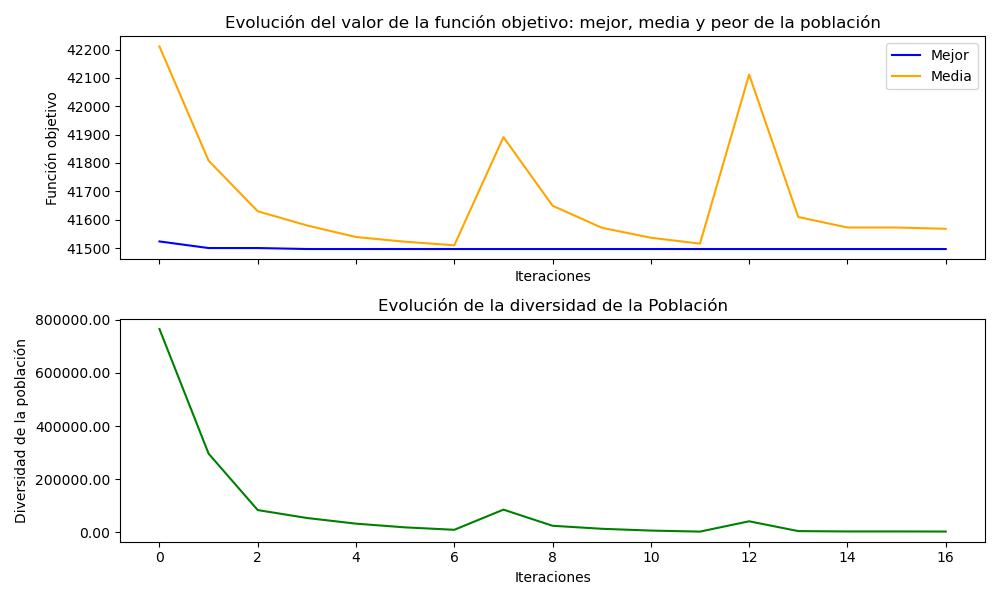 Evolución del valor de la función objetivo: mejor, media y peor de la población
Función objetivo
42200
42100
42000
41900
41800
41700
41600
41500
Mejor
Media
Iteraciones
Evolución de la diversidad de la Población
Diversidad de la población
800000.00
600000.00
400000.00
200000.00
0.00
0 2 4 6 8 10 12 14 16
Iteraciones